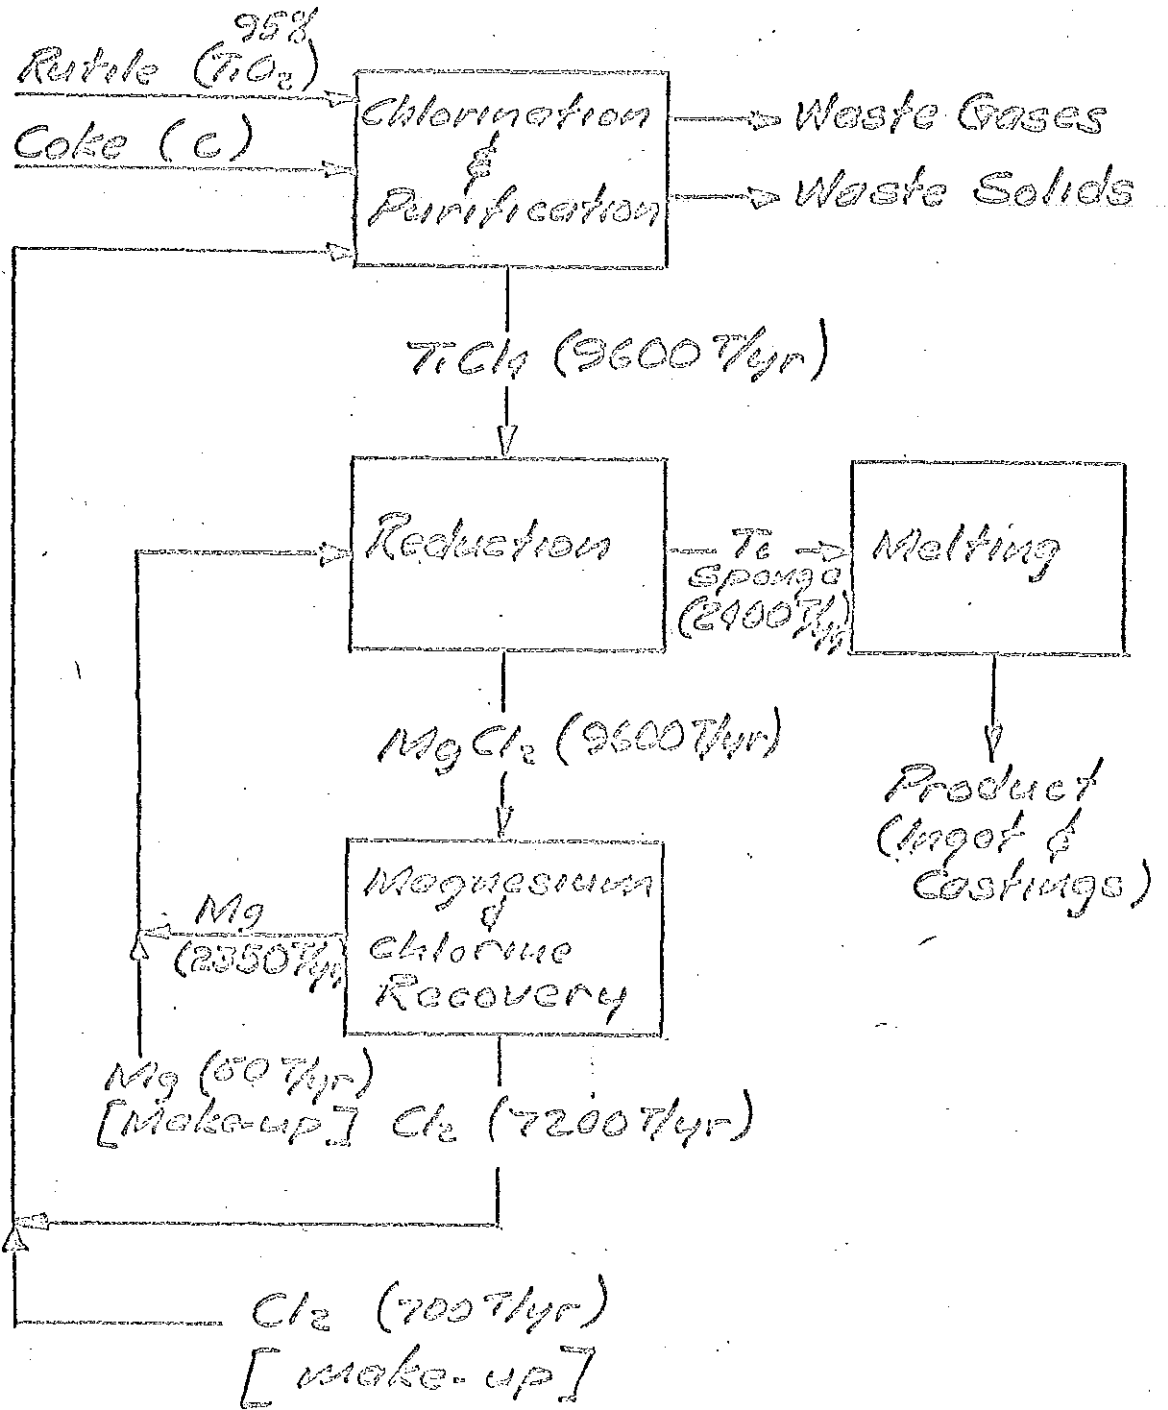 95%
Rutile (TiO2)
Coke (C)
Chlorination
&
Purification
Waste Gases
Waste Solids
TiCl4 (9600 T/yr)
Reduction
Ti
Sponge
(2400 T/yr)
Melting
MgCl2 (9600 T/yr)
Product
(Ingot &
Castings)
Magnesium
&
Chlorine
Recovery
Mg
(2350 T/yr)
Mg (50 T/yr)
[Make-up]
Cl2 (7200 T/yr)
Cl2 (700 T/yr)
[make-up]